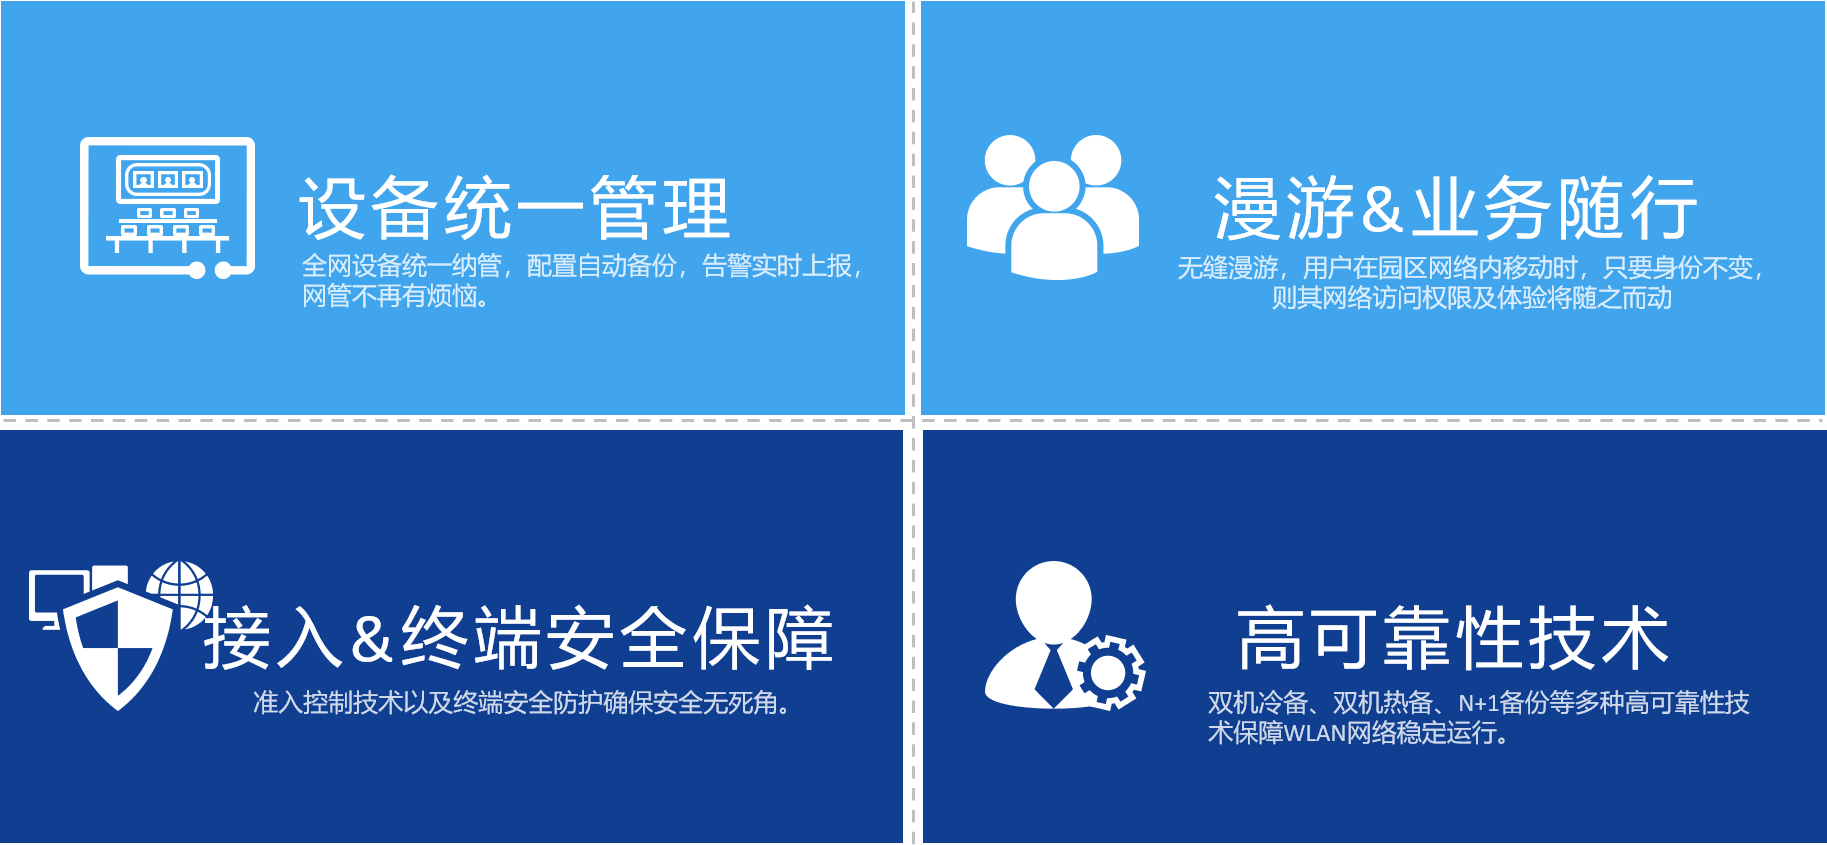 设备统一管理
全网设备统一纳管，配置自动备份，告警实时上报，
网管不再有烦恼。
漫游&业务随行
无缝漫游，用户在园区网络内移动时，只要身份不变，
则其网络访问权限及体验将随之而动
接入&终端安全保障
准入控制技术以及终端安全防护确保安全无死角。
高可靠性技术
双机冷备、双机热备、N+1备份等多种高可靠性技
术保障WLAN网络稳定运行。